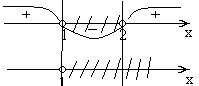 + − +
1 2 x
1 x